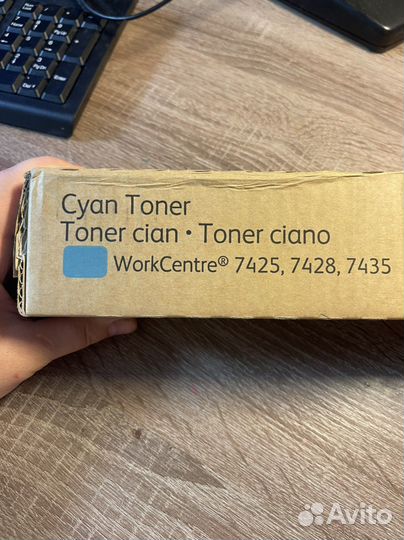 Cyan Toner
Toner cian • Toner ciano
WorkCentre® 7425, 7428, 7435
Avito